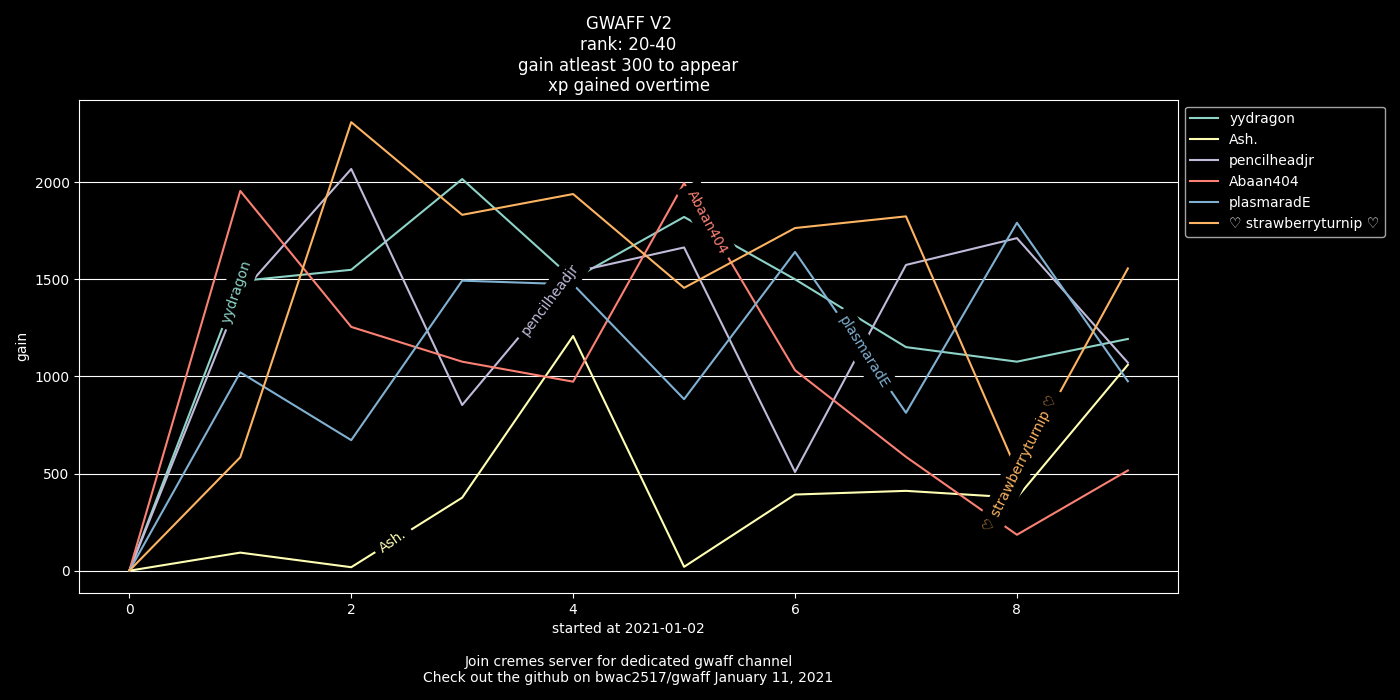 GWAFF V2
rank: 20-40
gain atleast 300 to appear
xp gained overtime
yydragon
Ash.
pencilheadjr
Abaan404
plasmaradE
♡ strawberryturnip ♡
gain
2000
1500
1000
500
0
yydragon
Ash.
pencilheadjr
Abaan404
plasmaradE
♡ strawberryturnip ♡
0 2 4 6 8
started at 2021-01-02
Join cremes server for dedicated gwaff channel
Check out the github on bwac2517/gwaff January 11, 2021